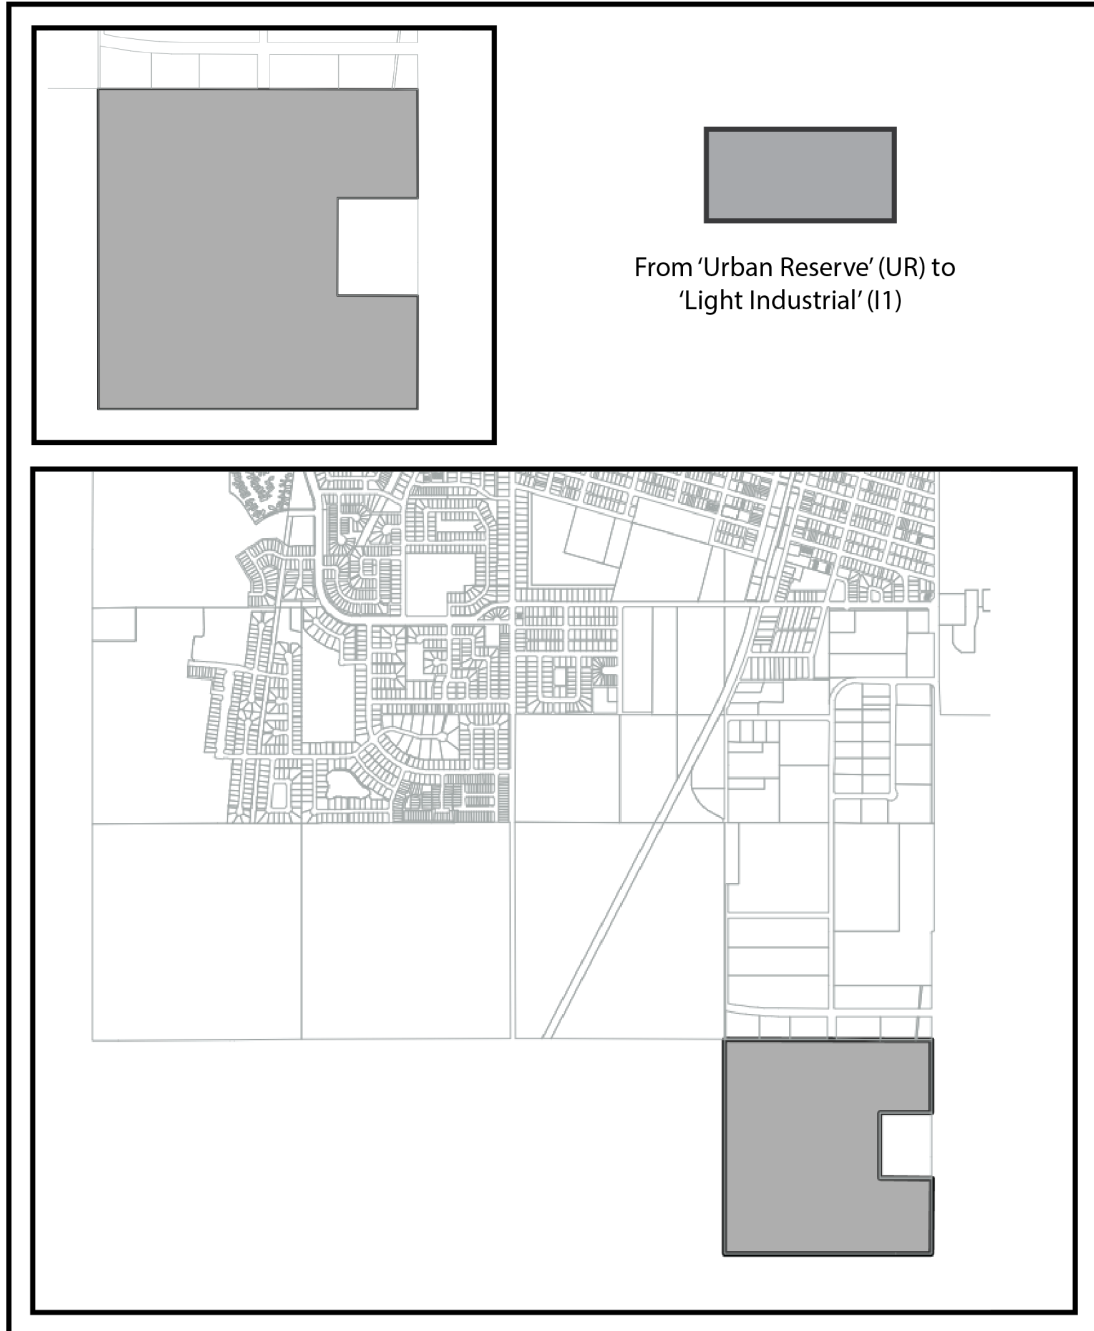 From ‘Urban Reserve’ (UR) to
‘Light Industrial’ (I1)